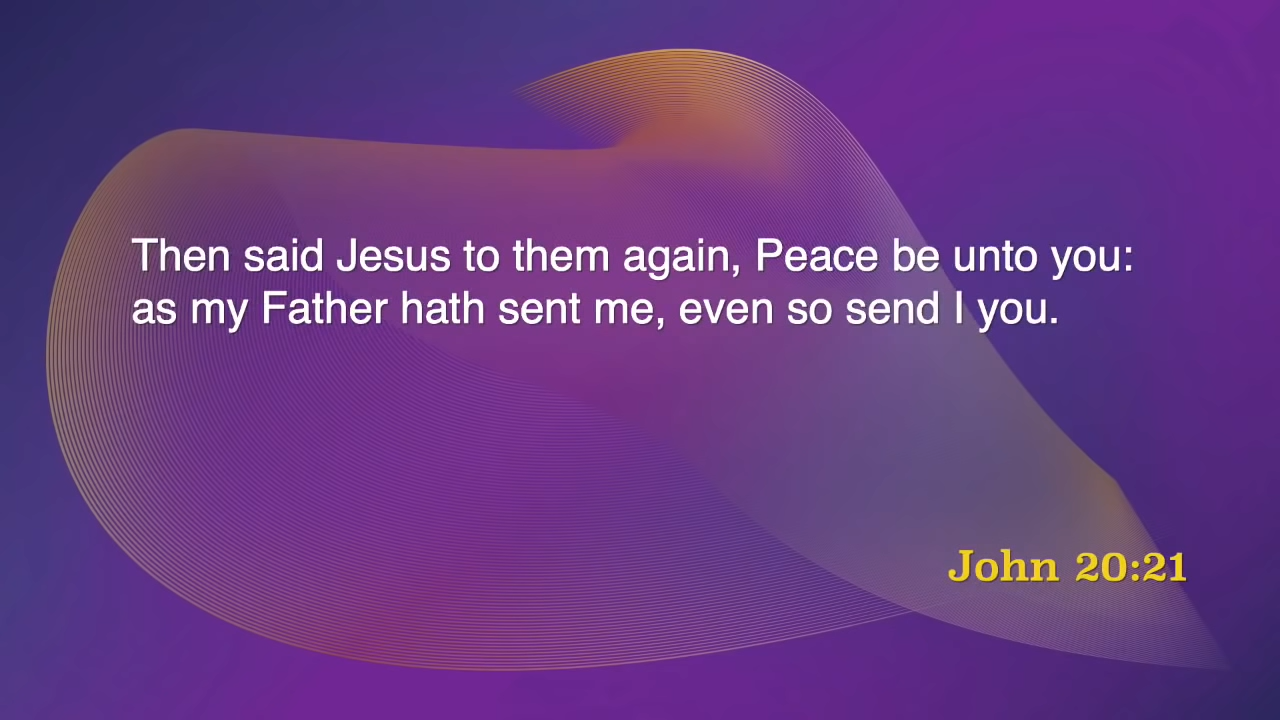 Then said Jesus to them again, Peace be unto you:
as my Father hath sent me, even so send I you.
John 20:21